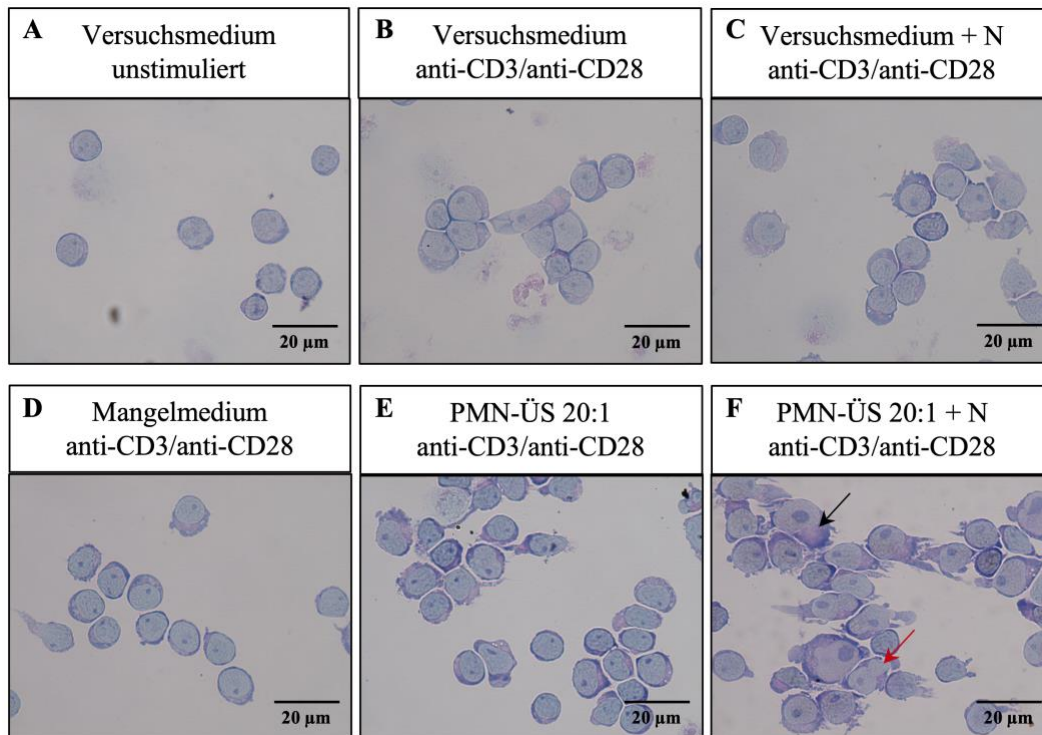 A
Versuchsmedium
unstimuliert
B
Versuchsmedium
anti-CD3/anti-CD28
C
Versuchsmedium + N
anti-CD3/anti-CD28
20 µm
20 µm
20 µm
D
Mangelmedium
anti-CD3/anti-CD28
E
PMN-ÜS 20:1
anti-CD3/anti-CD28
F
PMN-ÜS 20:1 + N
anti-CD3/anti-CD28
20 µm
20 µm
20 µm